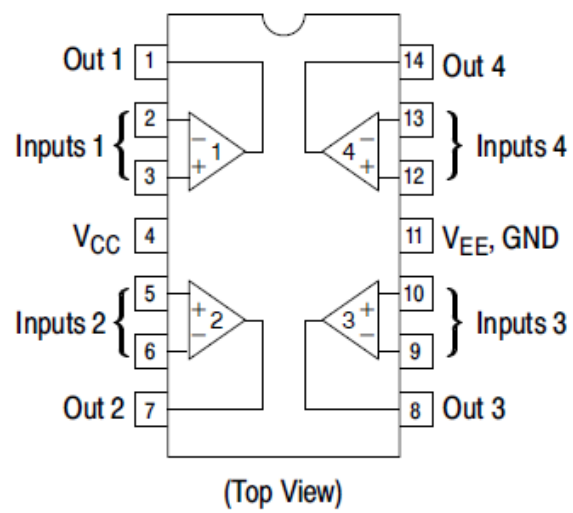 Out 1 1 14 Out 4
2 − − 13
Inputs 1 { 1 4 } Inputs 4
3 + + 12
VCC 4 11 VEE, GND
5 + + 10
Inputs 2 { 2 3 } Inputs 3
6 − − 9
Out 2 7 8 Out 3
(Top View)